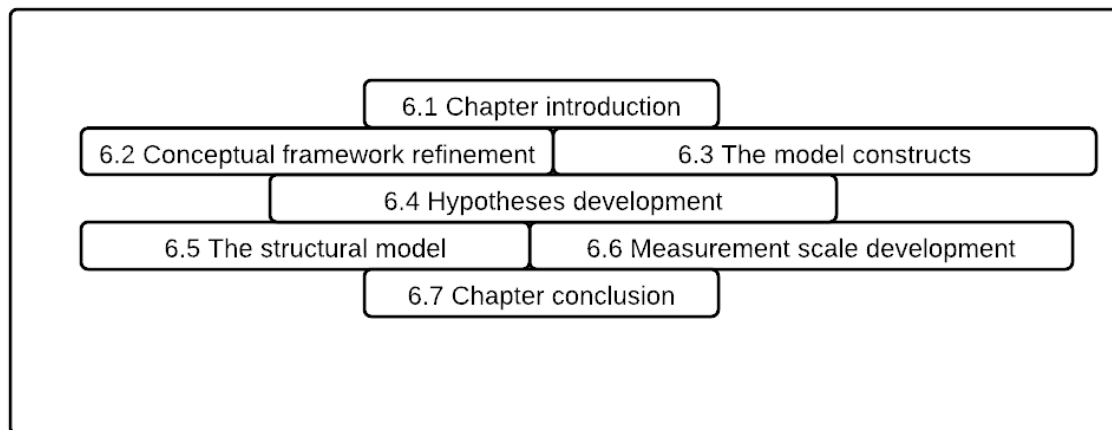 6.1 Chapter introduction
6.2 Conceptual framework refinement
6.3 The model constructs
6.4 Hypotheses development
6.5 The structural model
6.6 Measurement scale development
6.7 Chapter conclusion